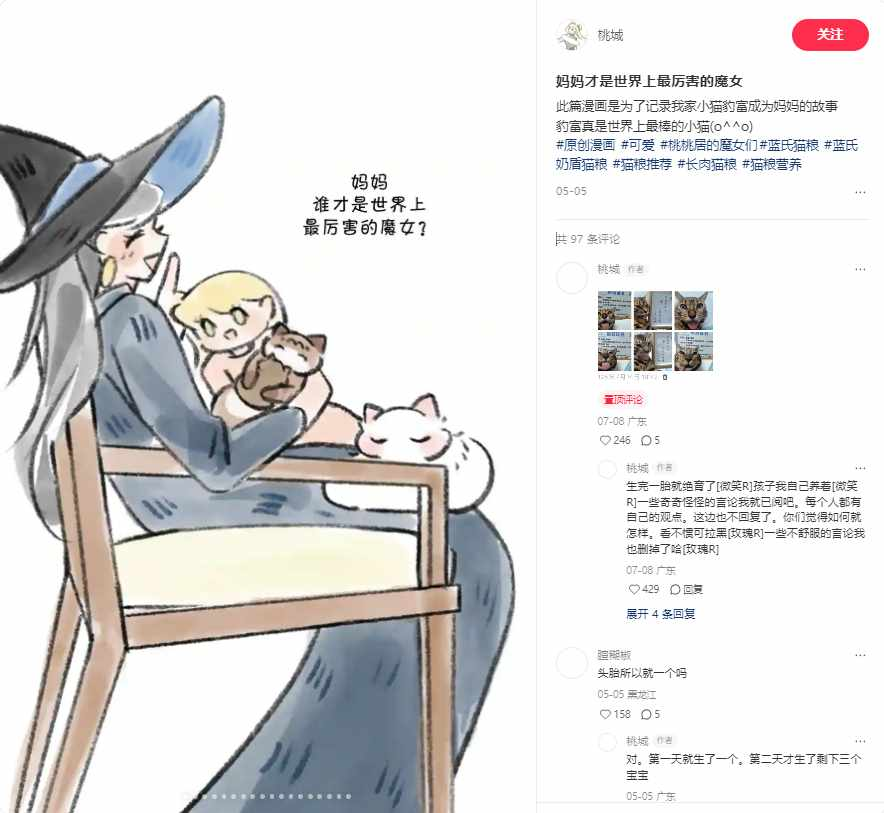 妈妈
谁才是世界上
最厉害的魔女?
桃城
关注
妈妈才是世界上最厉害的魔女
此篇漫画是为了记录我家小猫豹富成为妈妈的故事
豹富真是世界上最棒的小猫(o^^o)
#原创漫画 #可爱 #桃桃居的魔女们#蓝氏猫粮 #蓝氏
奶盾猫粮 #猫粮推荐 #长肉猫粮 #猫粮营养
05-05
共 97 条评论
桃城 作者
置顶评论
07-08 广东
246 5
桃城 作者
生完一胎就绝育了[微笑R]孩子我自己养着[微笑
R]一些奇奇怪怪的言论我就已阅吧。每个人都有
自己的观点。这边也不回复了。你们觉得如何就
怎样。看不惯可拉黑[玫瑰R]一些不舒服的言论我
也删掉了哈[玫瑰R]
07-08 广东
429 回复
展开 4 条回复
暄糊椒
头胎所以就一个吗
05-05 黑龙江
158 5
桃城 作者
对。第一天就生了一个。第二天才生了剩下三个
宝宝
05-05 广东